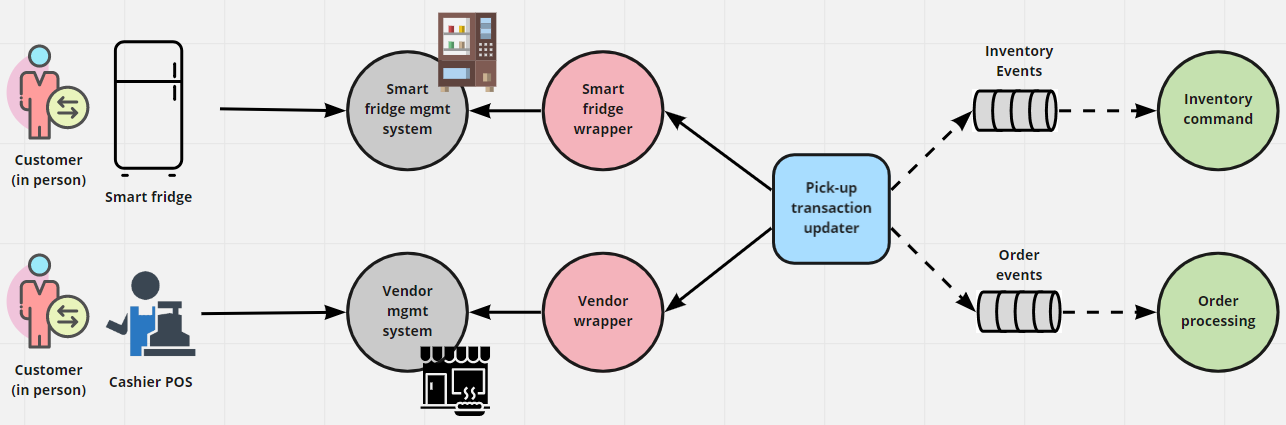 Customer
(in person)
Smart fridge
Smart
fridge mgmt
system
Smart
fridge
wrapper
Pick-up
transaction
updater
Inventory
Events
Inventory
command
Customer
(in person)
Cashier POS
Vendor
mgmt
system
Vendor
wrapper
Order
events
Order
processing